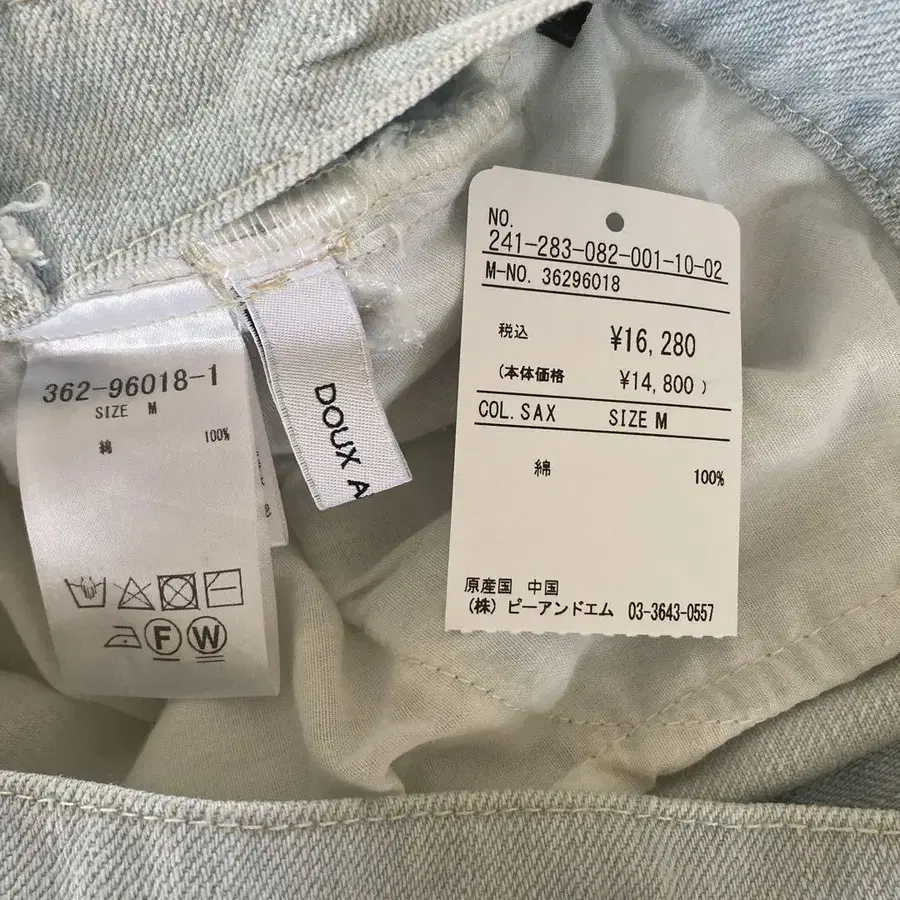 362-96018-1
SIZE M
綿 100%
F W
DOUX
NO.
241-283-082-001-10-02
M-NO. 36296018
税込 ¥16,280
(本体価格 ¥14,800)
COL. SAX SIZE M
綿 100%
原産国 中国
(株) ピーアンドエム 03-3643-0557